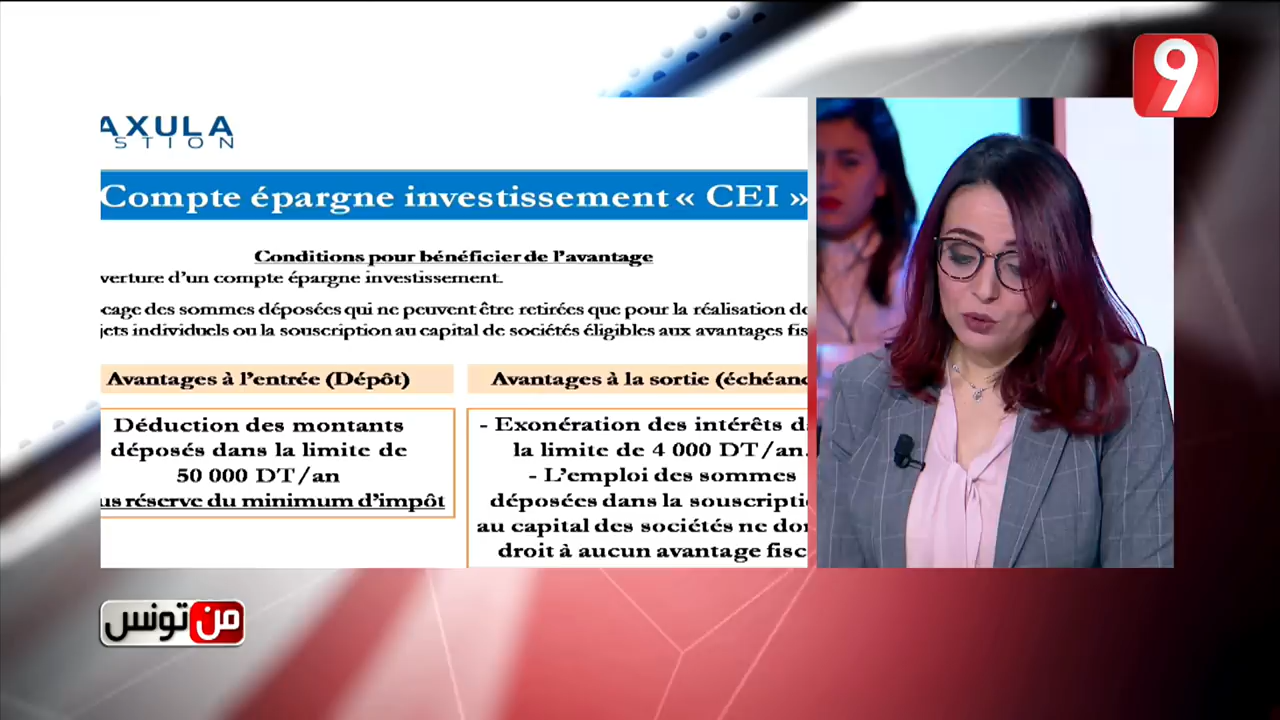 9
AXULA
STION
Compte épargne investissement « CEI »
Conditions pour bénéficier de l'avantage
verture d'un compte épargne investissement.
cage des sommes déposées qui ne peuvent être retirées que pour la réalisation de
jets individuels ou la souscription au capital de sociétés éligibles aux avantages fis
Avantages à l'entrée (Dépôt)
Déduction des montants
déposés dans la limite de
50 000 DT/an
us réserve du minimum d'impôt
Avantages à la sortie (échéanc
- Exonération des intérêts da
la limite de 4 000 DT/an.
- L'emploi des sommes
déposées dans la souscripti
au capital des sociétés ne don
droit à aucun avantage fisc
من تونس